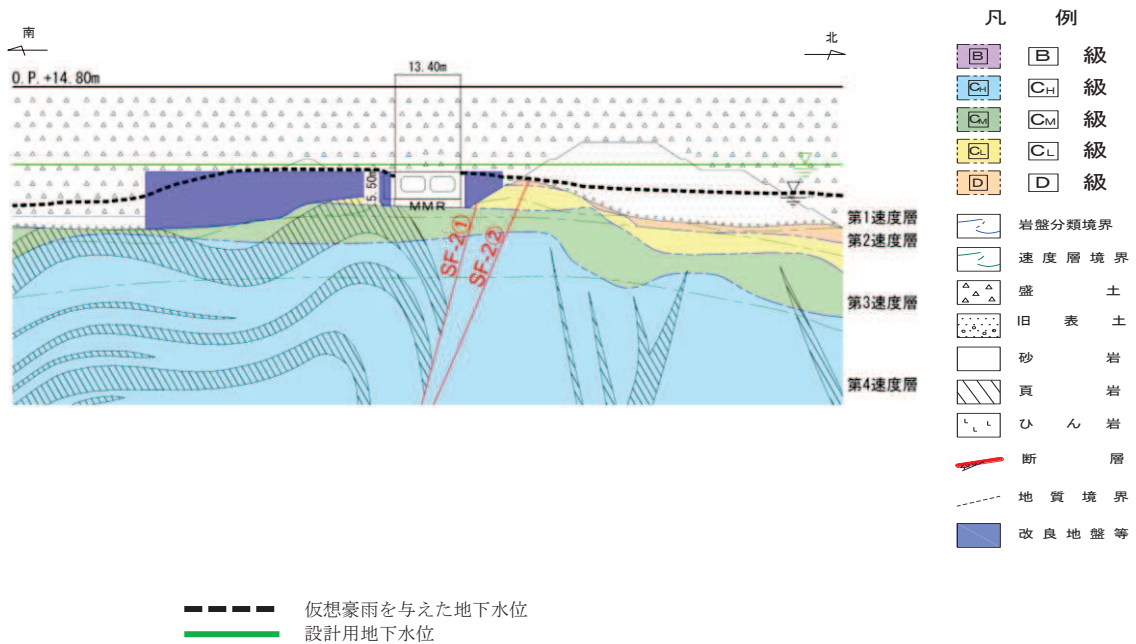 南
北
O.P.+14.80m
13.40m
5.50m
MMR
SF-2①
SF-2②
第1速度層
第2速度層
第3速度層
第4速度層
凡 例
B B 級
CH CH 級
CM CM 級
CL CL 級
D D 級
岩盤分類境界
速度層境界
盛土
旧表土
砂岩
頁岩
ひん岩
断層
地質境界
改良地盤等
仮想豪雨を与えた地下水位
設計用地下水位